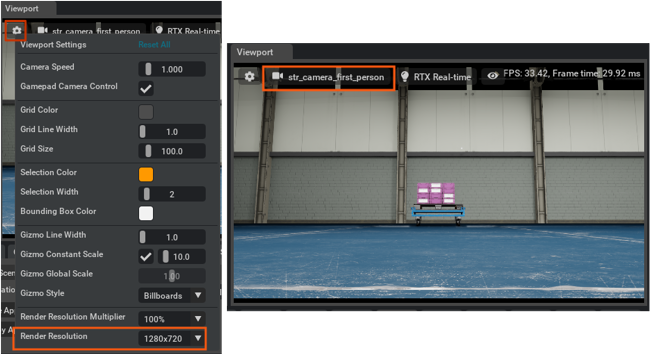 Viewport
str_camera_first_person
RTX Real-time
Viewport Settings
Reset All
Camera Speed
1.000
Gamepad Camera Control
Grid Color
Grid Line Width
1.0
Grid Size
100.0
Selection Color
Selection Width
2
Bounding Box Color
Gizmo Line Width
1.0
Gizmo Constant Scale
10.0
Gizmo Global Scale
1.00
Gizmo Style
Billboards
Render Resolution Multiplier
100%
Render Resolution
1280x720
Viewport
str_camera_first_person
RTX Real-time
FPS: 33.42, Frame time: 29.92 ms